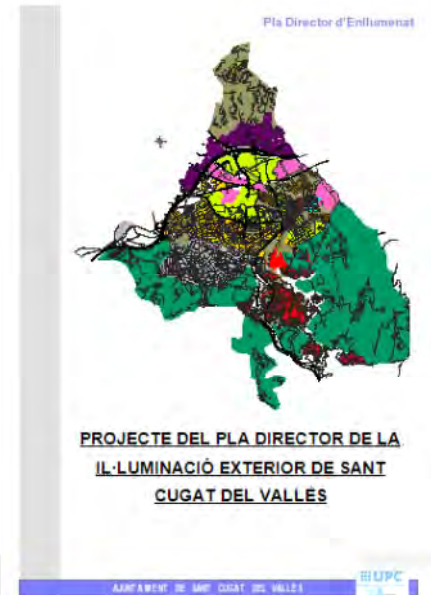 Pla Director d'Enllumenat
PROJECTE DEL PLA DIRECTOR DE LA
IL·LUMINACIÓ EXTERIOR DE SANT
CUGAT DEL VALLÈS
UPC
AJUNTAMENT DE SANT CUGAT DEL VALLÈS